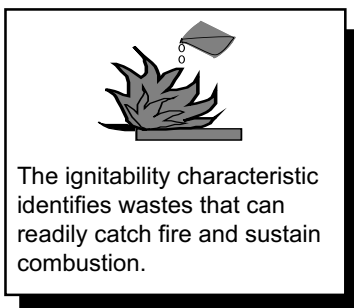 The ignitability characteristic
identifies wastes that can
readily catch fire and sustain
combustion.